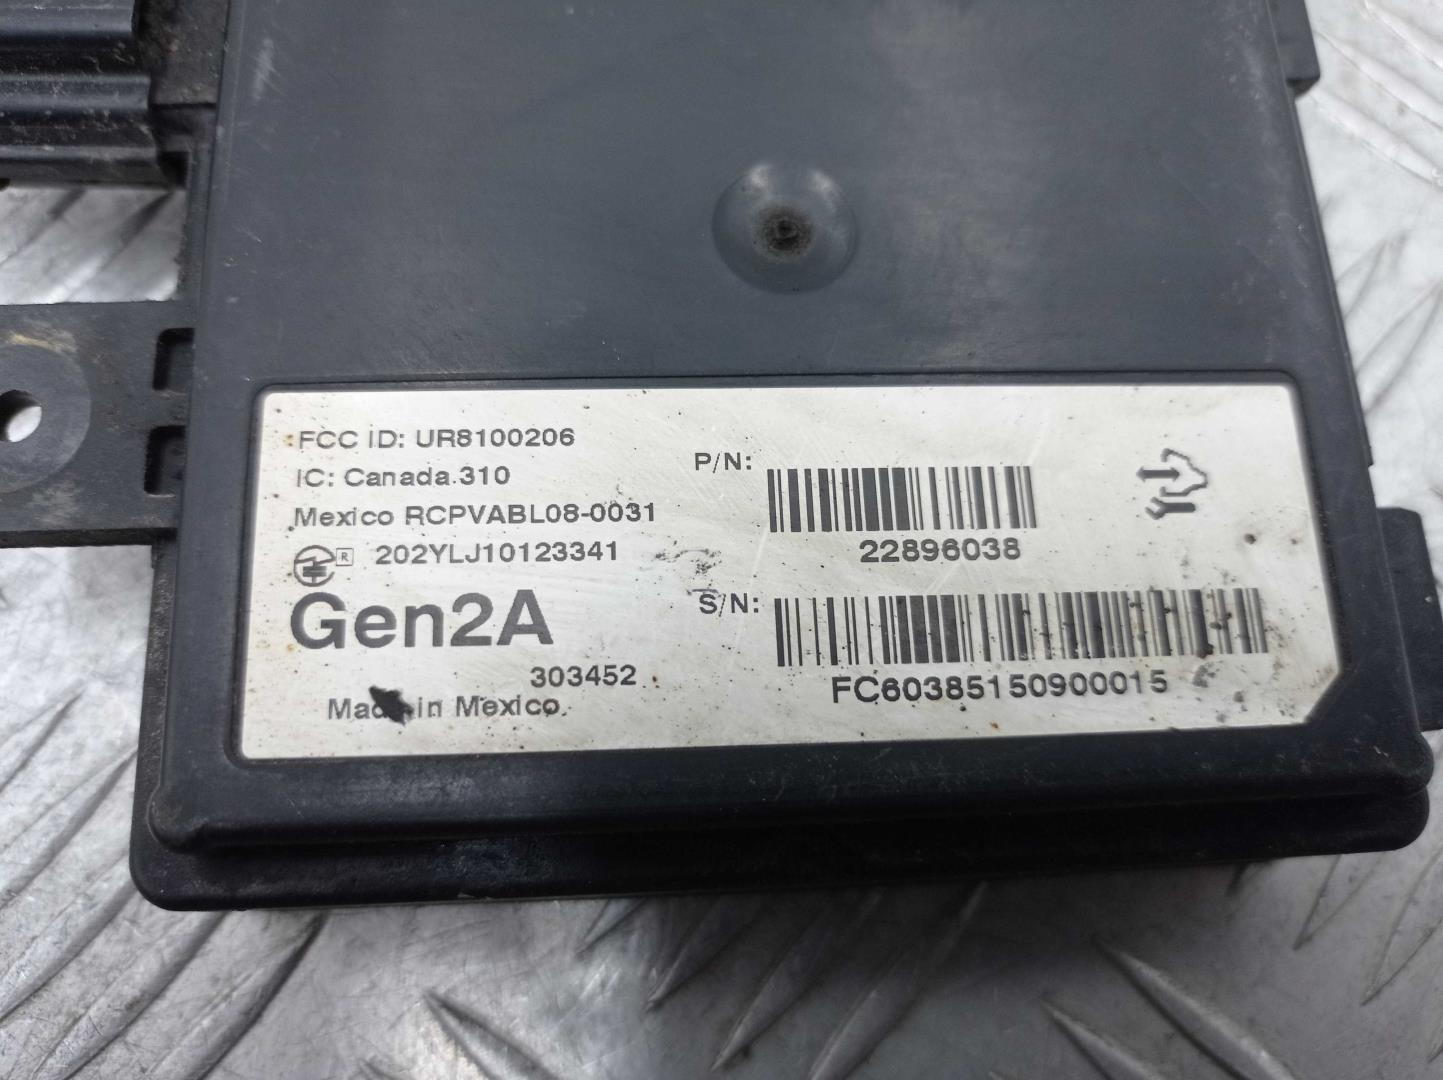 FCC ID: UR8100206
IC: Canada 310
Mexico RCPVABL08-0031
R 202YLJ10123341
Gen2A
303452
Made in Mexico
P/N:
22896038
S/N:
FC60385150900015